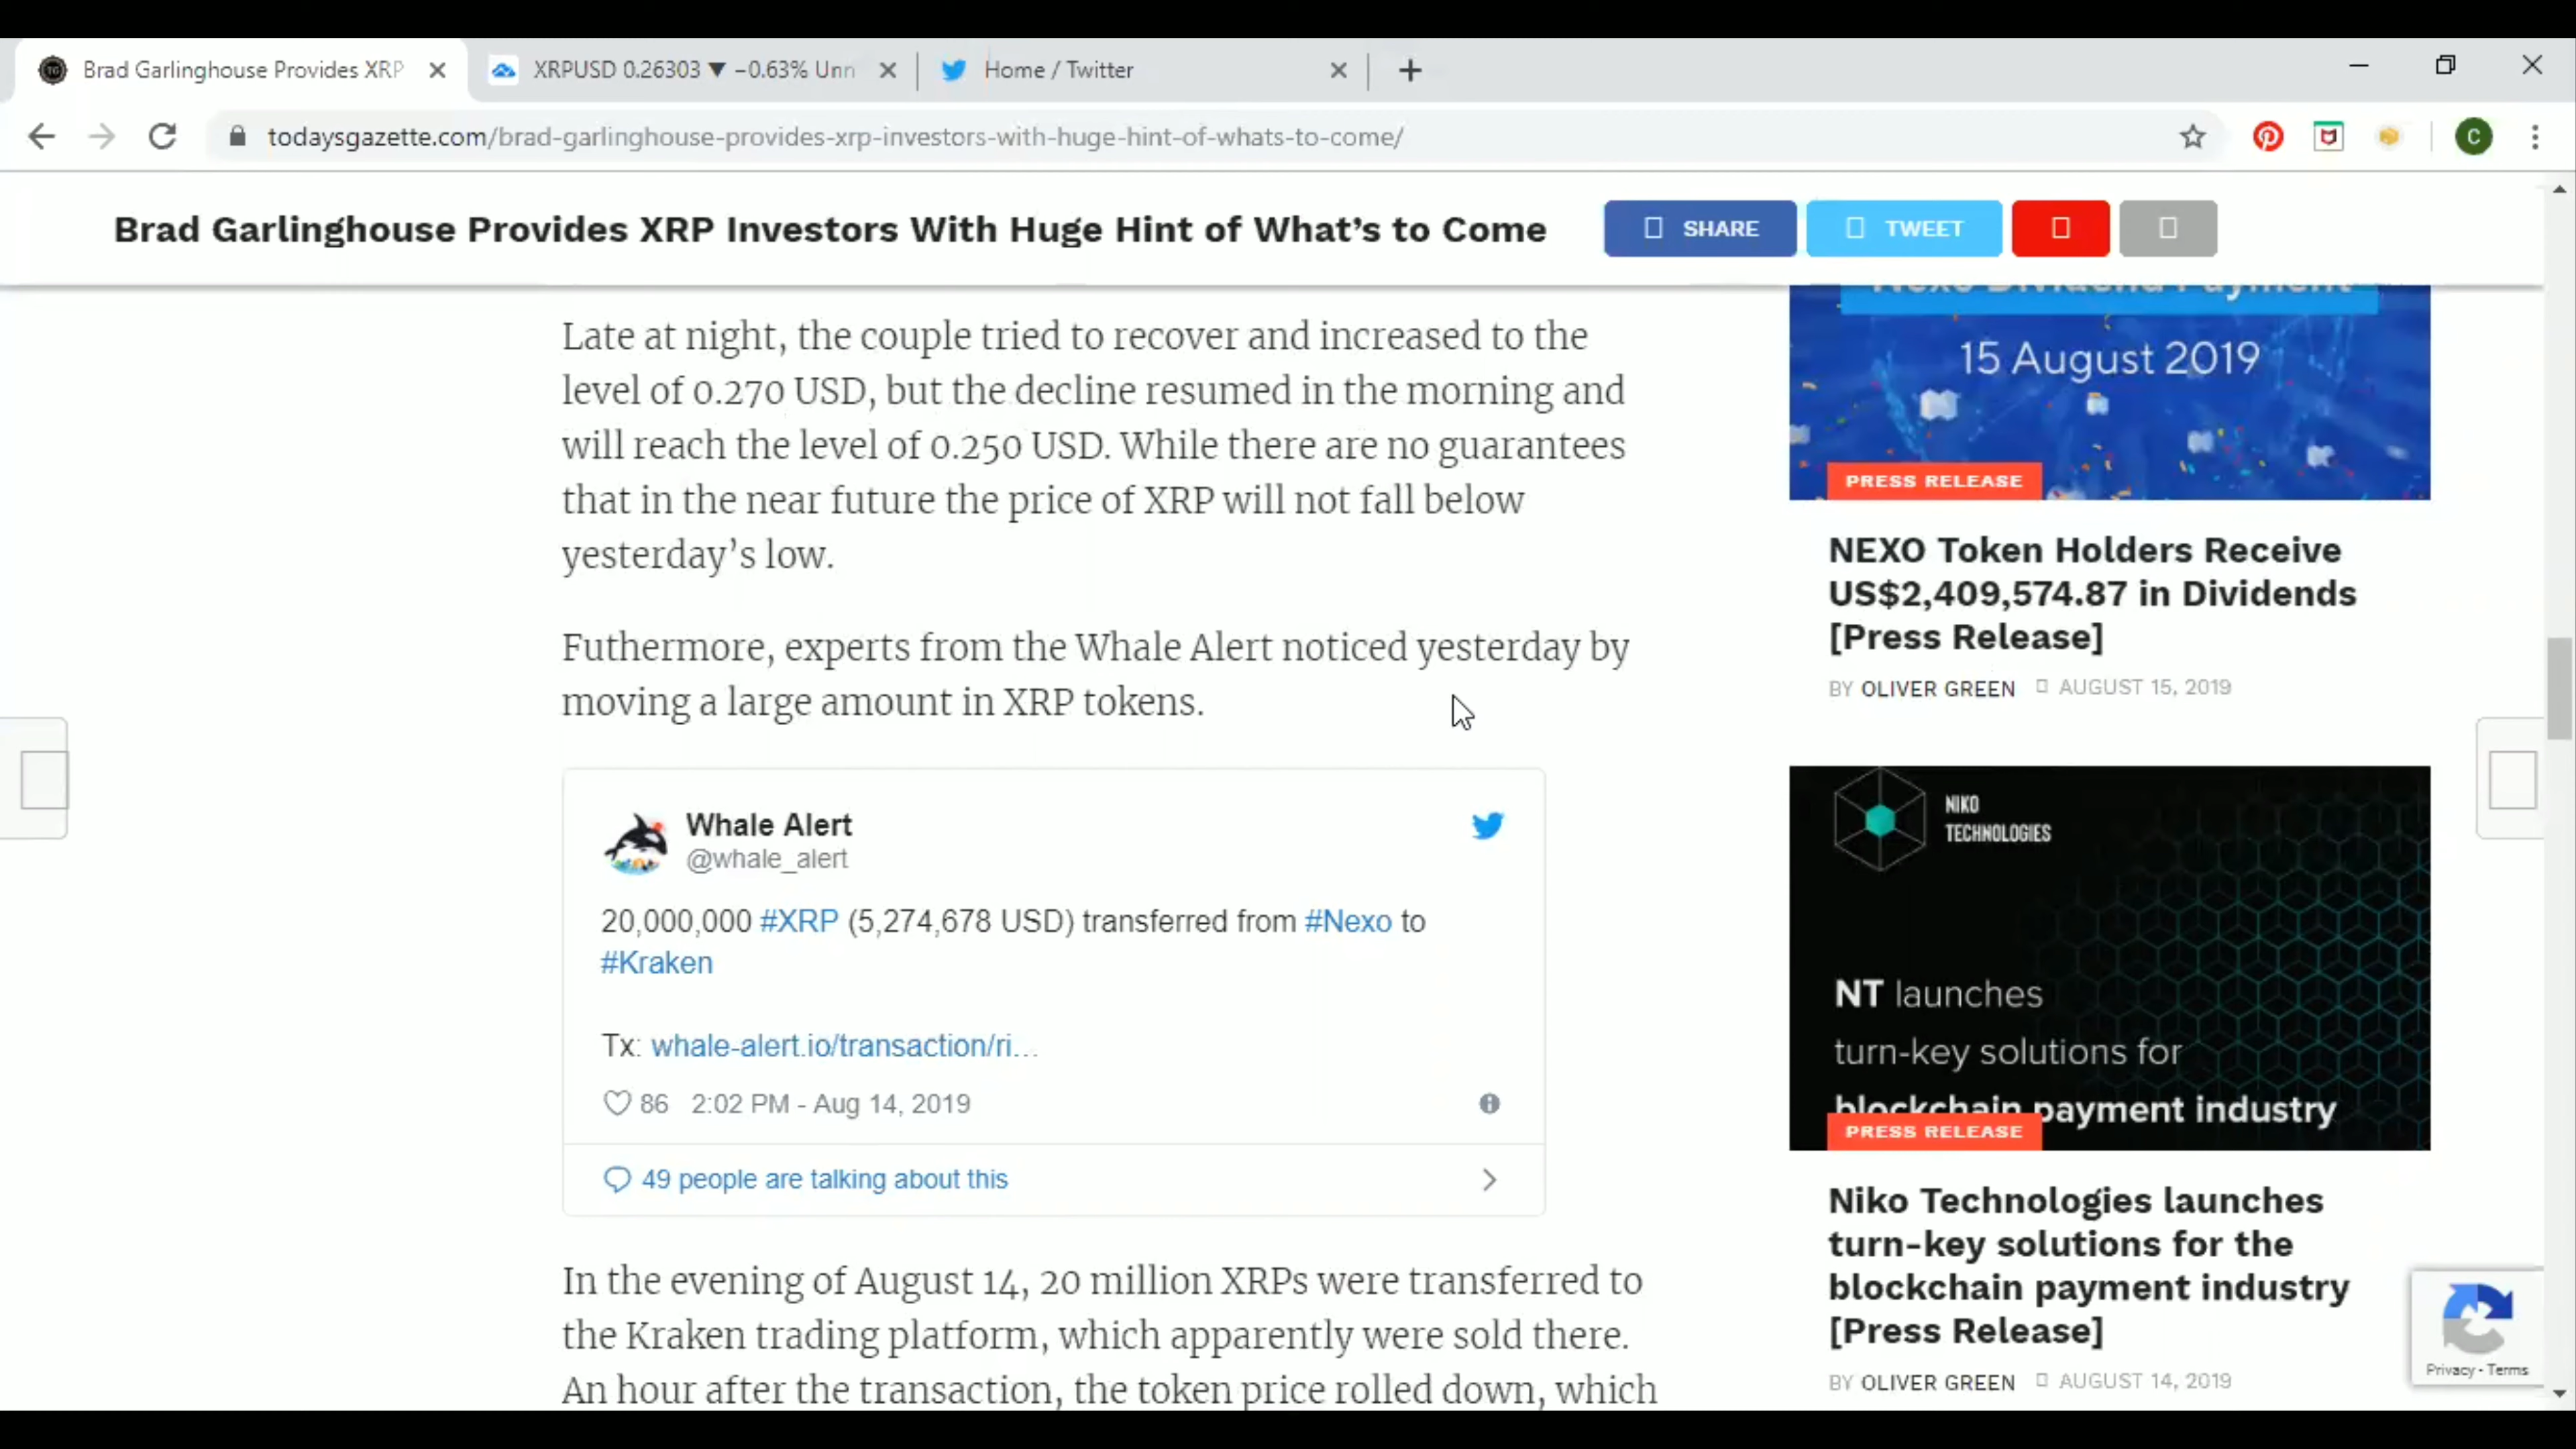 Brad Garlinghouse Provides XRP
XRPUSD 0.26303 ▼ −0.63% Unn
Home / Twitter
todaysgazette.com/brad-garlinghouse-provides-xrp-investors-with-huge-hint-of-whats-to-come/
C
Brad Garlinghouse Provides XRP Investors With Huge Hint of What's to Come
SHARE
TWEET
Late at night, the couple tried to recover and increased to the
level of 0.270 USD, but the decline resumed in the morning and
will reach the level of 0.250 USD. While there are no guarantees
that in the near future the price of XRP will not fall below
yesterday's low.
Futhermore, experts from the Whale Alert noticed yesterday by
moving a large amount in XRP tokens.
Whale Alert
@whale_alert
20,000,000 #XRP (5,274,678 USD) transferred from #Nexo to
#Kraken
Tx: whale-alert.io/transaction/ri…
86 2:02 PM - Aug 14, 2019
49 people are talking about this
In the evening of August 14, 20 million XRPs were transferred to
the Kraken trading platform, which apparently were sold there.
An hour after the transaction, the token price rolled down, which
Nexo Dividend Payment
15 August 2019
PRESS RELEASE
NEXO Token Holders Receive
US$2,409,574.87 in Dividends
[Press Release]
BY OLIVER GREEN AUGUST 15, 2019
NIKO
TECHNOLOGIES
NT launches
turn-key solutions for
blockchain payment industry
PRESS RELEASE
Niko Technologies launches
turn-key solutions for the
blockchain payment industry
[Press Release]
BY OLIVER GREEN AUGUST 14, 2019
Privacy - Terms